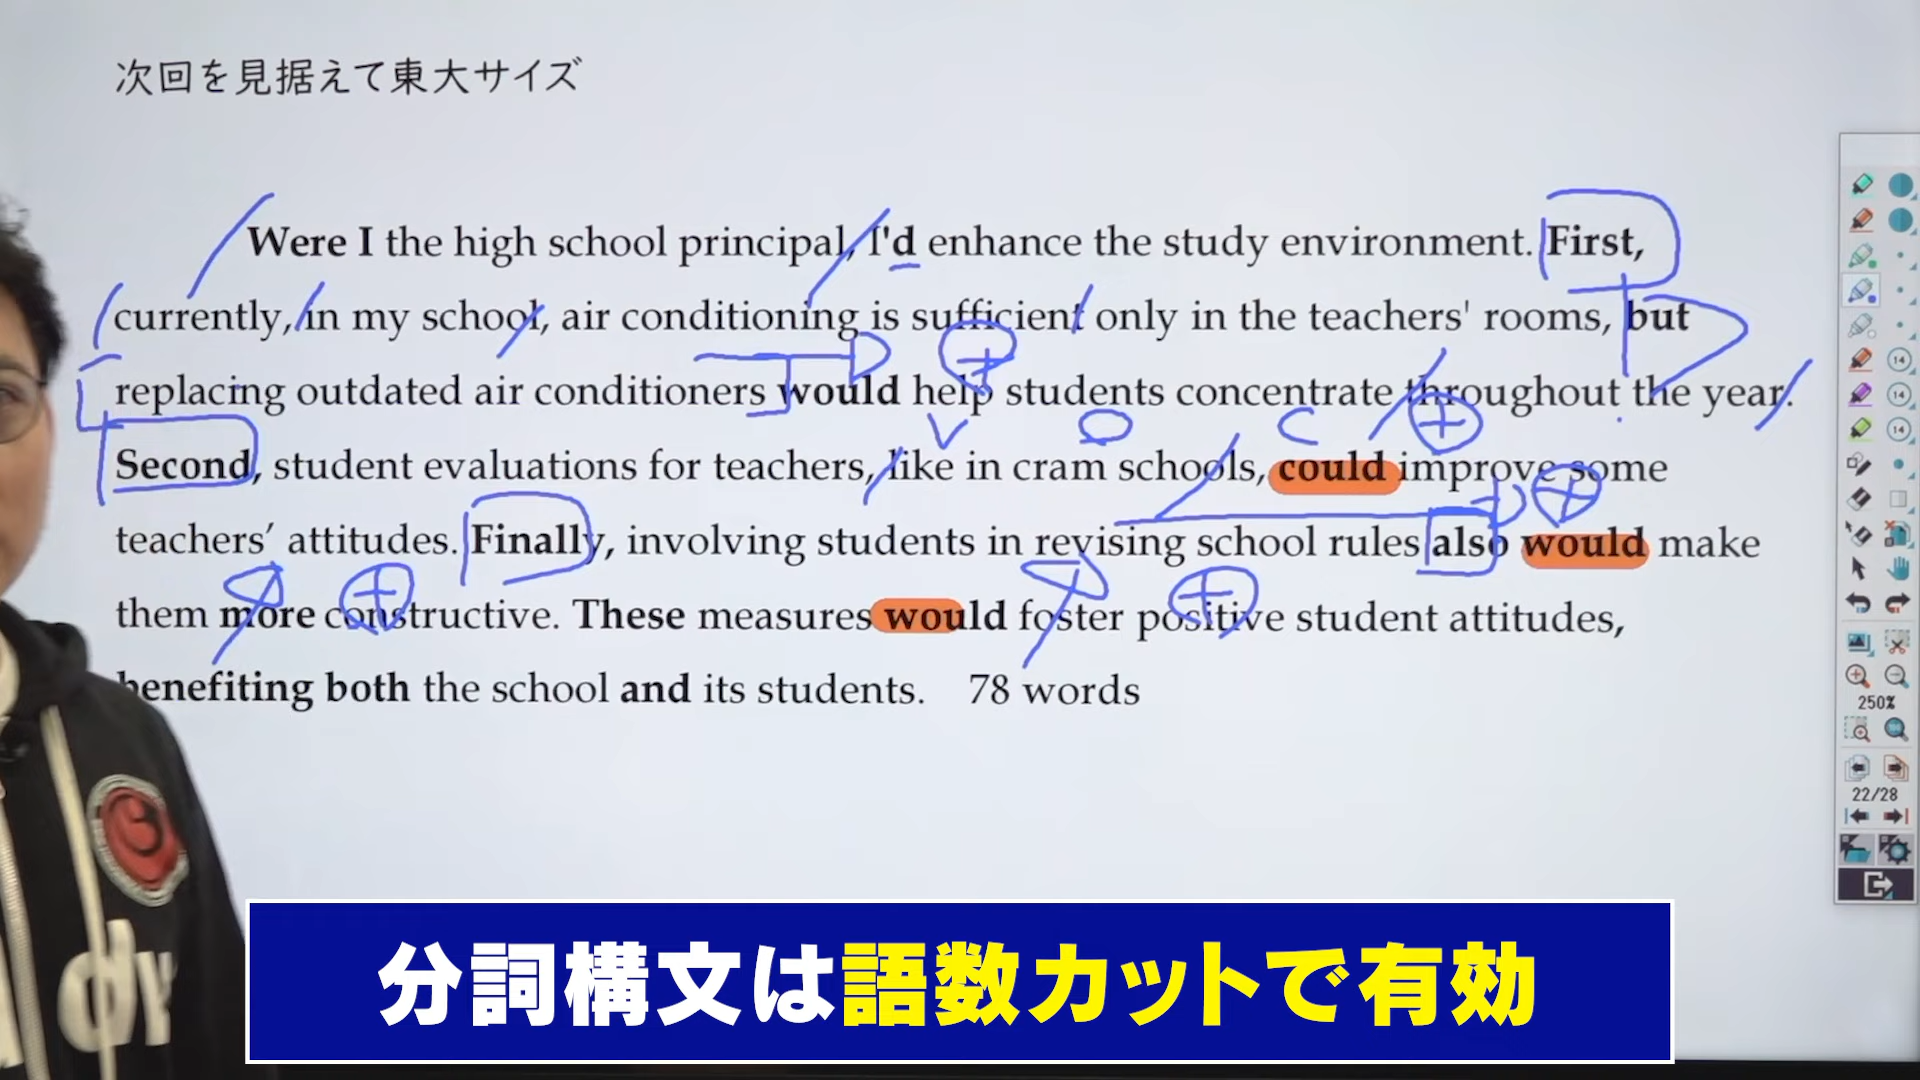 次回を見据えて東大サイズ
Were I the high school principal, I'd enhance the study environment. First,
currently, in my school, air conditioning is sufficient only in the teachers' rooms, but
replacing outdated air conditioners would help students concentrate throughout the year.
V O C
Second, student evaluations for teachers, like in cram schools, could improve some
teachers’ attitudes. Finally, involving students in revising school rules also would make
them more constructive. These measures would foster positive student attitudes,
benefiting both the school and its students. 78 words
14
14
14
250%
22/28
dy
分詞構文は語数カットで有効